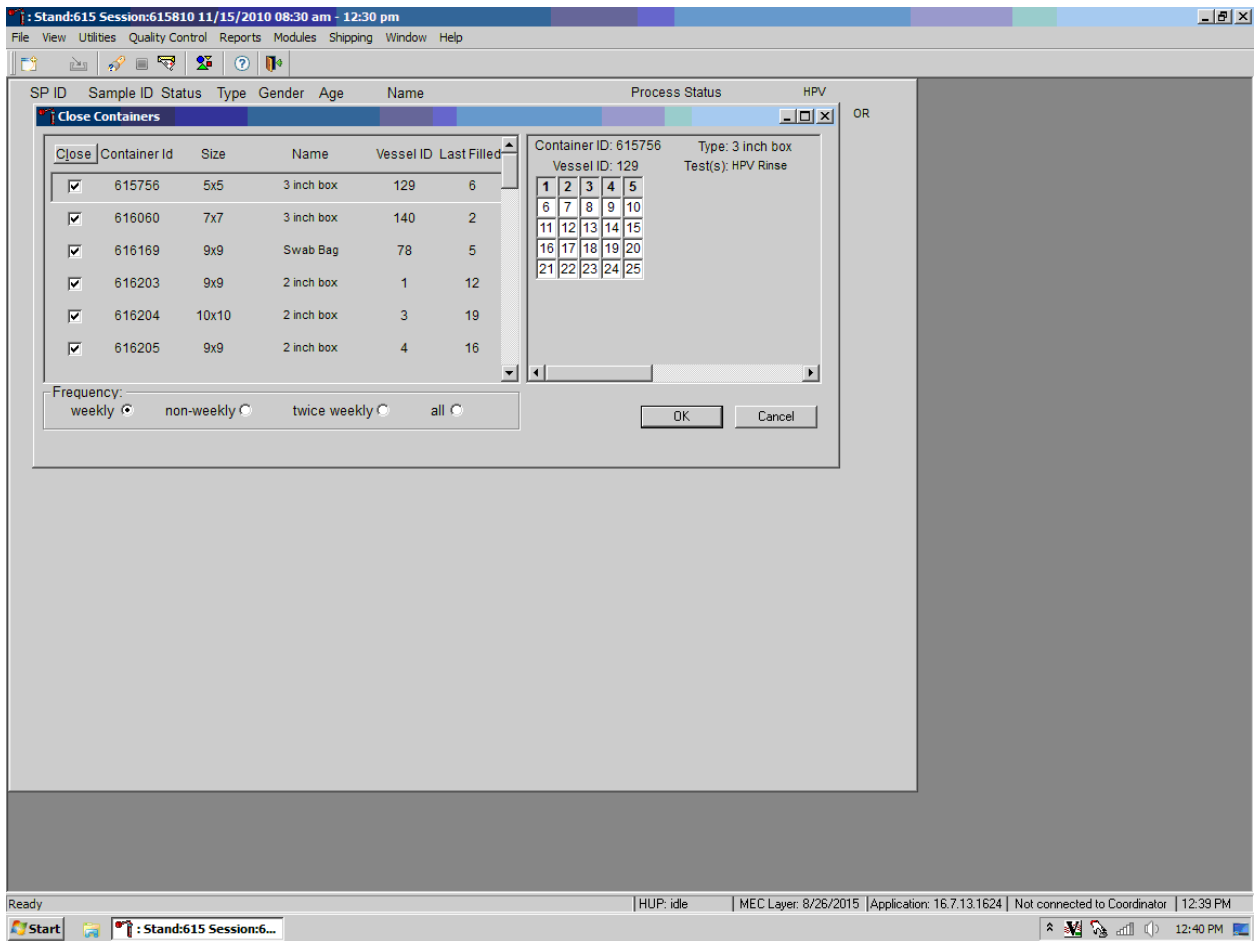 : Stand:615 Session:615810 11/15/2010 08:30 am - 12:30 pm
File View Utilities Quality Control Reports Modules Shipping Window Help
SP ID Sample ID Status Type Gender Age Name Process Status HPV
OR
Close Containers
Close Container Id Size Name Vessel ID Last Filled
615756 5x5 3 inch box 129 6
616060 7x7 3 inch box 140 2
616169 9x9 Swab Bag 78 5
616203 9x9 2 inch box 1 12
616204 10x10 2 inch box 3 19
616205 9x9 2 inch box 4 16
Container ID: 615756 Type: 3 inch box
Vessel ID: 129 Test(s): HPV Rinse
1 2 3 4 5
6 7 8 9 10
11 12 13 14 15
16 17 18 19 20
21 22 23 24 25
Frequency:
weekly non-weekly twice weekly all
OK Cancel
Ready HUP: idle MEC Layer: 8/26/2015 Application: 16.7.13.1624 Not connected to Coordinator 12:39 PM
Start : Stand:615 Session:6... 12:40 PM